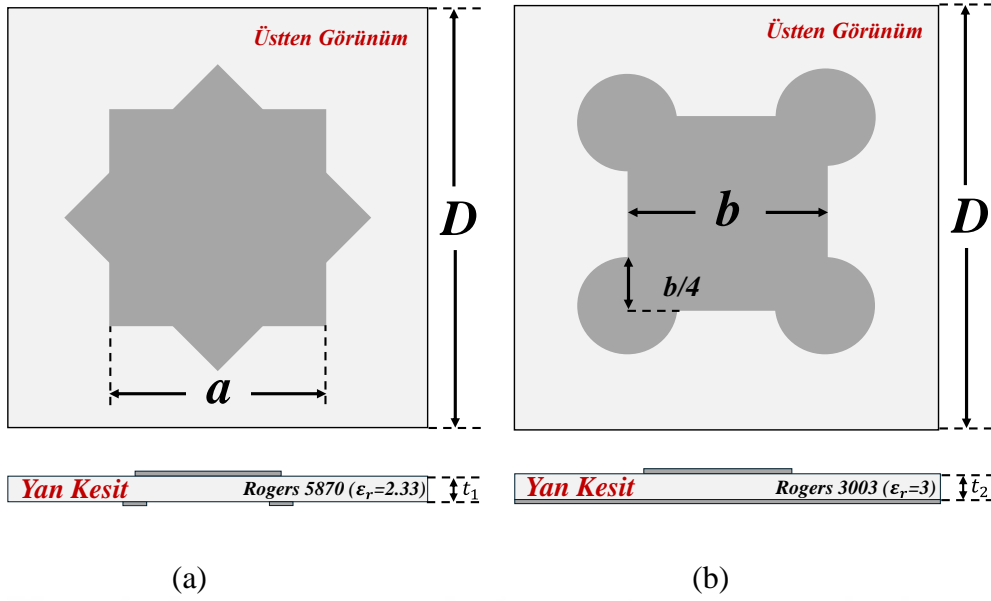 Üstten Görünüm
D
a
Yan Kesit
Rogers 5870 (εr=2.33)
t1
(a)
Üstten Görünüm
D
b
b/4
Yan Kesit
Rogers 3003 (εr=3)
t2
(b)